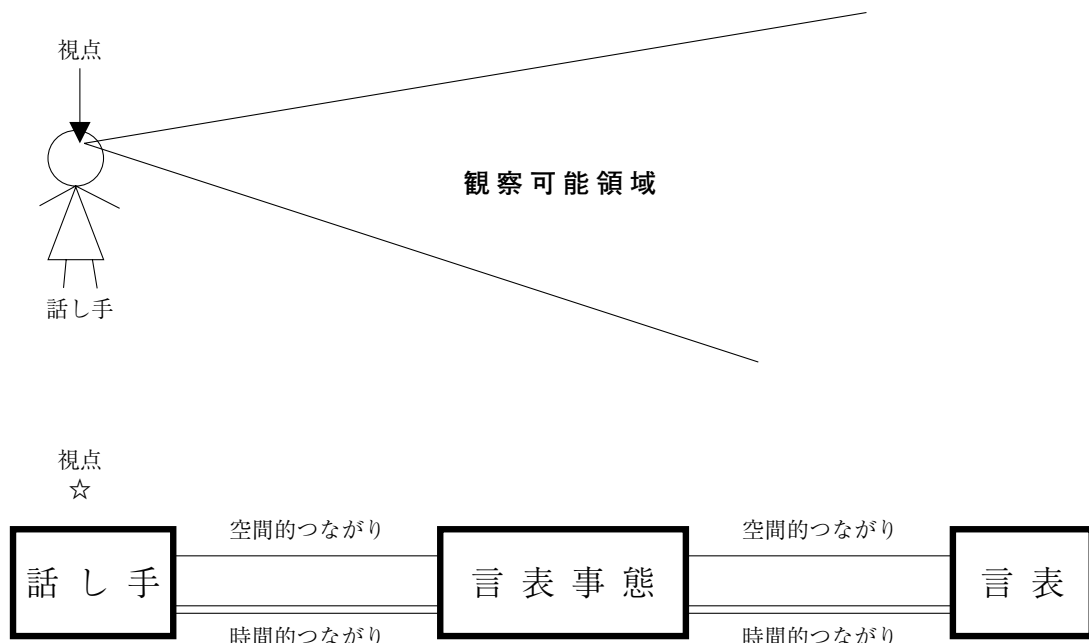 視点
観察可能領域
話し手
視点
☆
空間的つながり 空間的つながり
話し手 言表事態 言表
時間的つながり 時間的つながり